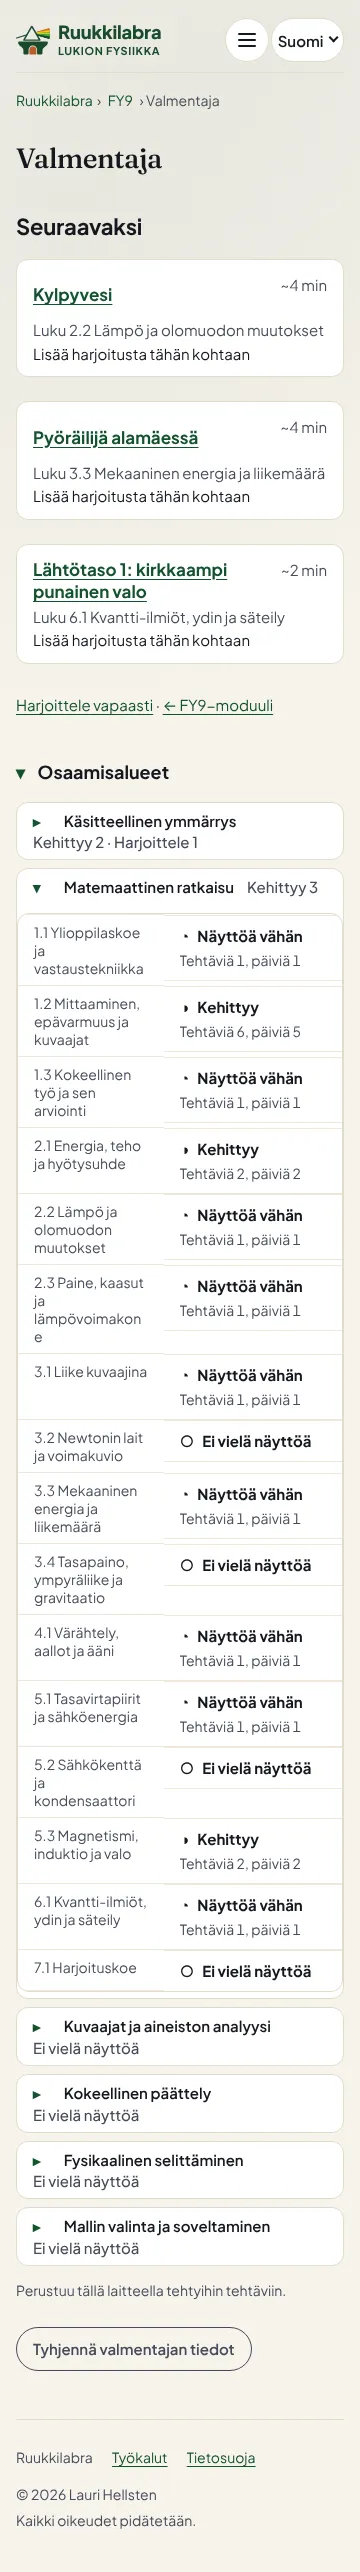 Ruukkilabra
LUKION FYSIIKKA
Suomi
Ruukkilabra › FY9 › Valmentaja
Valmentaja
Seuraavaksi
Kylpyvesi
~4 min
Luku 2.2 Lämpö ja olomuodon muutokset
Lisää harjoitusta tähän kohtaan
Pyöräilijä alamäessä
~4 min
Luku 3.3 Mekaaninen energia ja liikemäärä
Lisää harjoitusta tähän kohtaan
Lähtötaso 1: kirkkaampi
punainen valo
~2 min
Luku 6.1 Kvantti-ilmiöt, ydin ja säteily
Lisää harjoitusta tähän kohtaan
Harjoittele vapaasti · ← FY9-moduuli
▾ Osaamisalueet
▸ Käsitteellinen ymmärrys
Kehittyy 2 · Harjoittele 1
▾ Matemaattinen ratkaisu Kehittyy 3
1.1 Ylioppilaskoe
ja
vastaustekniikka
Näyttöä vähän
Tehtäviä 1, päiviä 1
1.2 Mittaaminen,
epävarmuus ja
kuvaajat
Kehittyy
Tehtäviä 6, päiviä 5
1.3 Kokeellinen
työ ja sen
arviointi
Näyttöä vähän
Tehtäviä 1, päiviä 1
2.1 Energia, teho
ja hyötysuhde
Kehittyy
Tehtäviä 2, päiviä 2
2.2 Lämpö ja
olomuodon
muutokset
Näyttöä vähän
Tehtäviä 1, päiviä 1
2.3 Paine, kaasut
ja
lämpövoimakon
e
Näyttöä vähän
Tehtäviä 1, päiviä 1
3.1 Liike kuvaajina
Näyttöä vähän
Tehtäviä 1, päiviä 1
3.2 Newtonin lait
ja voimakuvio
Ei vielä näyttöä
3.3 Mekaaninen
energia ja
liikemäärä
Näyttöä vähän
Tehtäviä 1, päiviä 1
3.4 Tasapaino,
ympyräliike ja
gravitaatio
Ei vielä näyttöä
4.1 Värähtely,
aallot ja ääni
Näyttöä vähän
Tehtäviä 1, päiviä 1
5.1 Tasavirtapiirit
ja sähköenergia
Näyttöä vähän
Tehtäviä 1, päiviä 1
5.2 Sähkökenttä
ja
kondensaattori
Ei vielä näyttöä
5.3 Magnetismi,
induktio ja valo
Kehittyy
Tehtäviä 2, päiviä 2
6.1 Kvantti-ilmiöt,
ydin ja säteily
Näyttöä vähän
Tehtäviä 1, päiviä 1
7.1 Harjoituskoe
Ei vielä näyttöä
▸ Kuvaajat ja aineiston analyysi
Ei vielä näyttöä
▸ Kokeellinen päättely
Ei vielä näyttöä
▸ Fysikaalinen selittäminen
Ei vielä näyttöä
▸ Mallin valinta ja soveltaminen
Ei vielä näyttöä
Perustuu tällä laitteella tehtyihin tehtäviin.
Tyhjennä valmentajan tiedot
Ruukkilabra Työkalut Tietosuoja
© 2026 Lauri Hellsten
Kaikki oikeudet pidätetään.